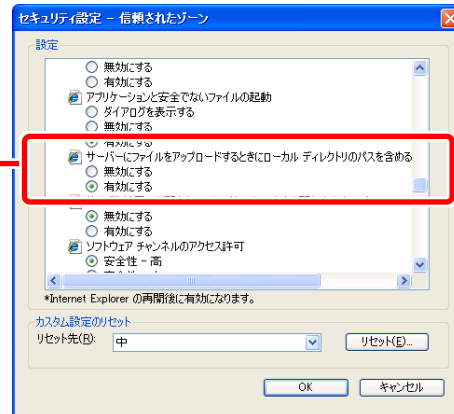 セキュリティ設定 - 信頼されたゾーン
設定
無効にする
有効にする
アプリケーションと安全でないファイルの起動
ダイアログを表示する
無効にする
有効にする
サーバーにファイルをアップロードするときにローカル ディレクトリのパスを含める
無効にする
有効にする
無効にする
有効にする
ソフトウェア チャンネルのアクセス許可
安全性 - 高
*Internet Explorer の再開後に有効になります。
カスタム設定のリセット
リセット先(R):
中
リセット(E)...
OK
キャンセル